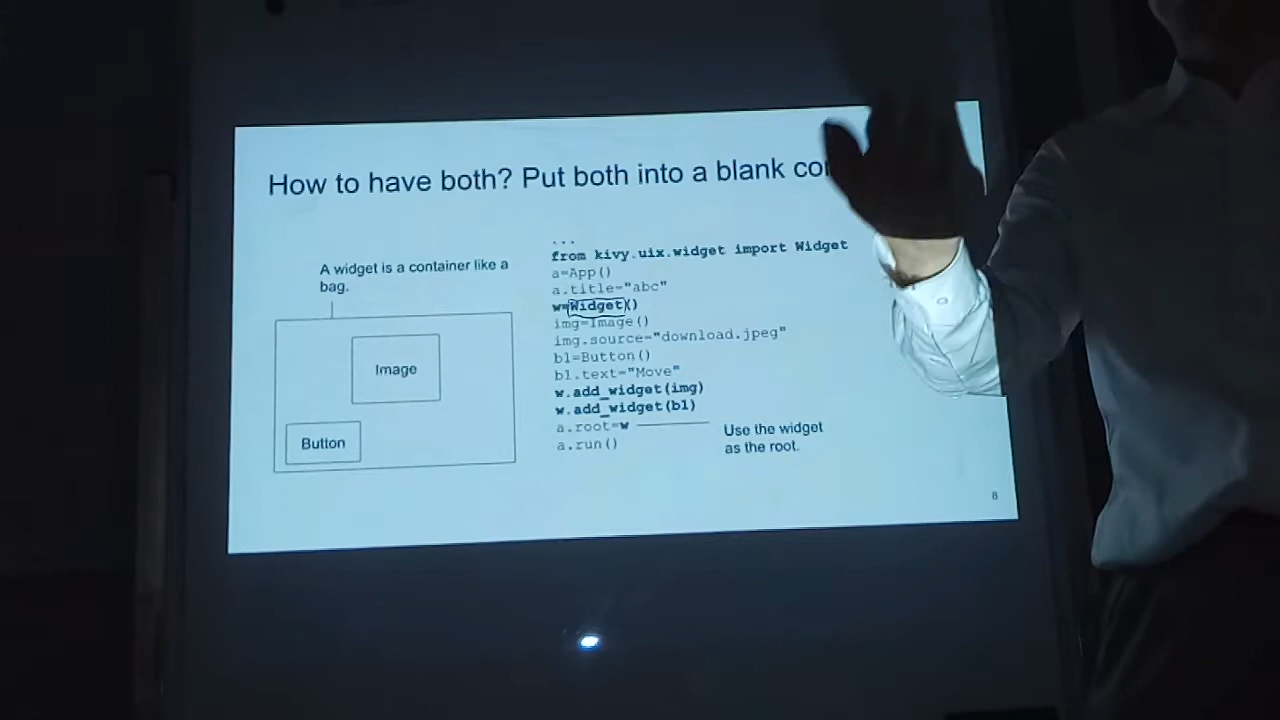 How to have both? Put both into a blank
A widget is a container like a
bag.
Image
Button
...
from kivy.uix.widget import Widget
a=App()
a.title="abc"
w=Widget()
img=Image()
img.source="download.jpeg"
b1=Button()
b1.text="Move"
w.add_widget(img)
w.add_widget(b1)
a.root=w
a.run()
Use the widget
as the root.
8